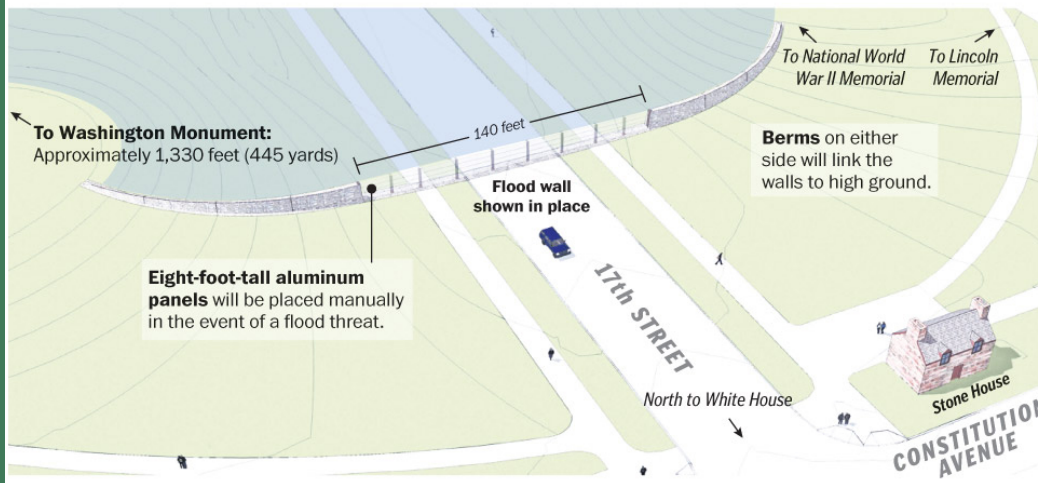 To National World
War II Memorial
To Lincoln
Memorial
To Washington Monument:
Approximately 1,330 feet (445 yards)
140 feet
Berms on either
side will link the
walls to high ground.
Flood wall
shown in place
Eight-foot-tall aluminum
panels will be placed manually
in the event of a flood threat.
17th STREET
North to White House
Stone House
CONSTITUTION
AVENUE